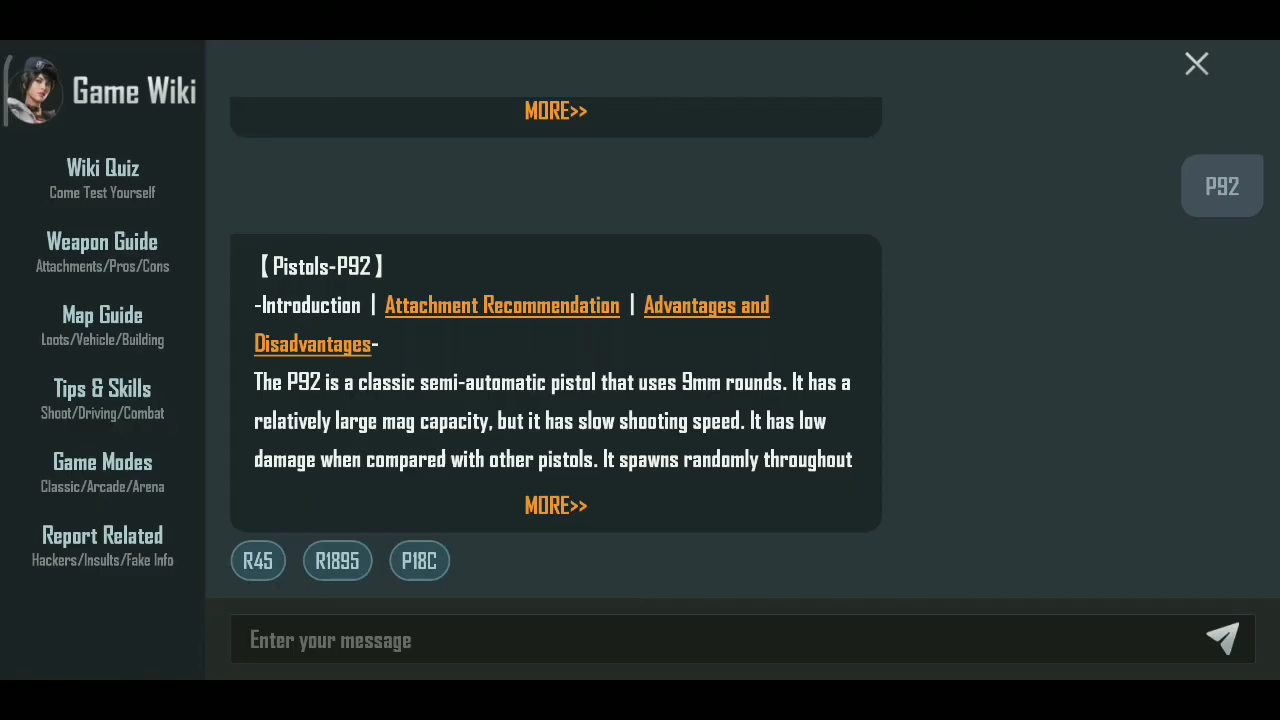 Game Wiki
Wiki Quiz
Come Test Yourself
Weapon Guide
Attachments/Pros/Cons
Map Guide
Loots/Vehicle/Building
Tips & Skills
Shoot/Driving/Combat
Game Modes
Classic/Arcade/Arena
Report Related
Hackers/Insults/Fake Info
MORE>>
P92
【Pistols-P92】
-Introduction | Attachment Recommendation | Advantages and
Disadvantages-
The P92 is a classic semi-automatic pistol that uses 9mm rounds. It has a
relatively large mag capacity, but it has slow shooting speed. It has low
damage when compared with other pistols. It spawns randomly throughout
MORE>>
R45 R1895 P18C
Enter your message